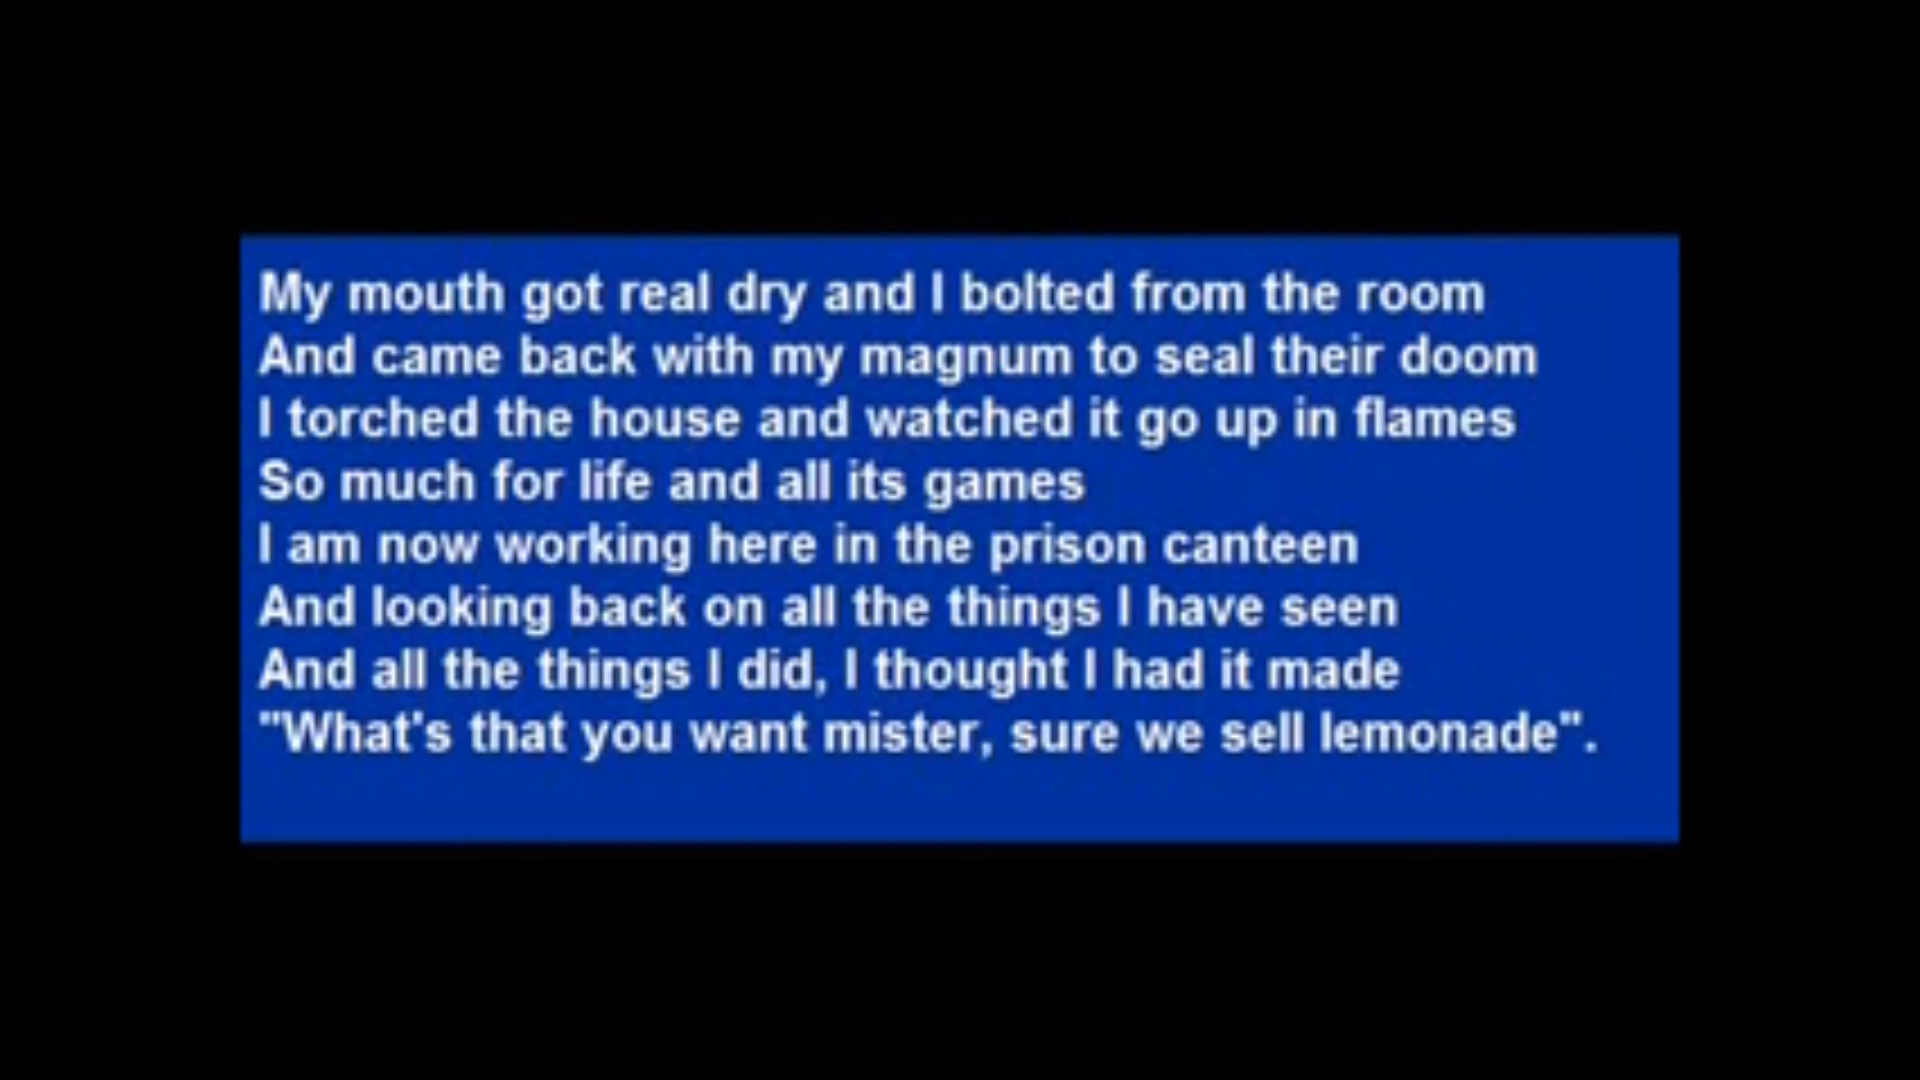 My mouth got real dry and I bolted from the room
And came back with my magnum to seal their doom
I torched the house and watched it go up in flames
So much for life and all its games
I am now working here in the prison canteen
And looking back on all the things I have seen
And all the things I did, I thought I had it made
"What's that you want mister, sure we sell lemonade".